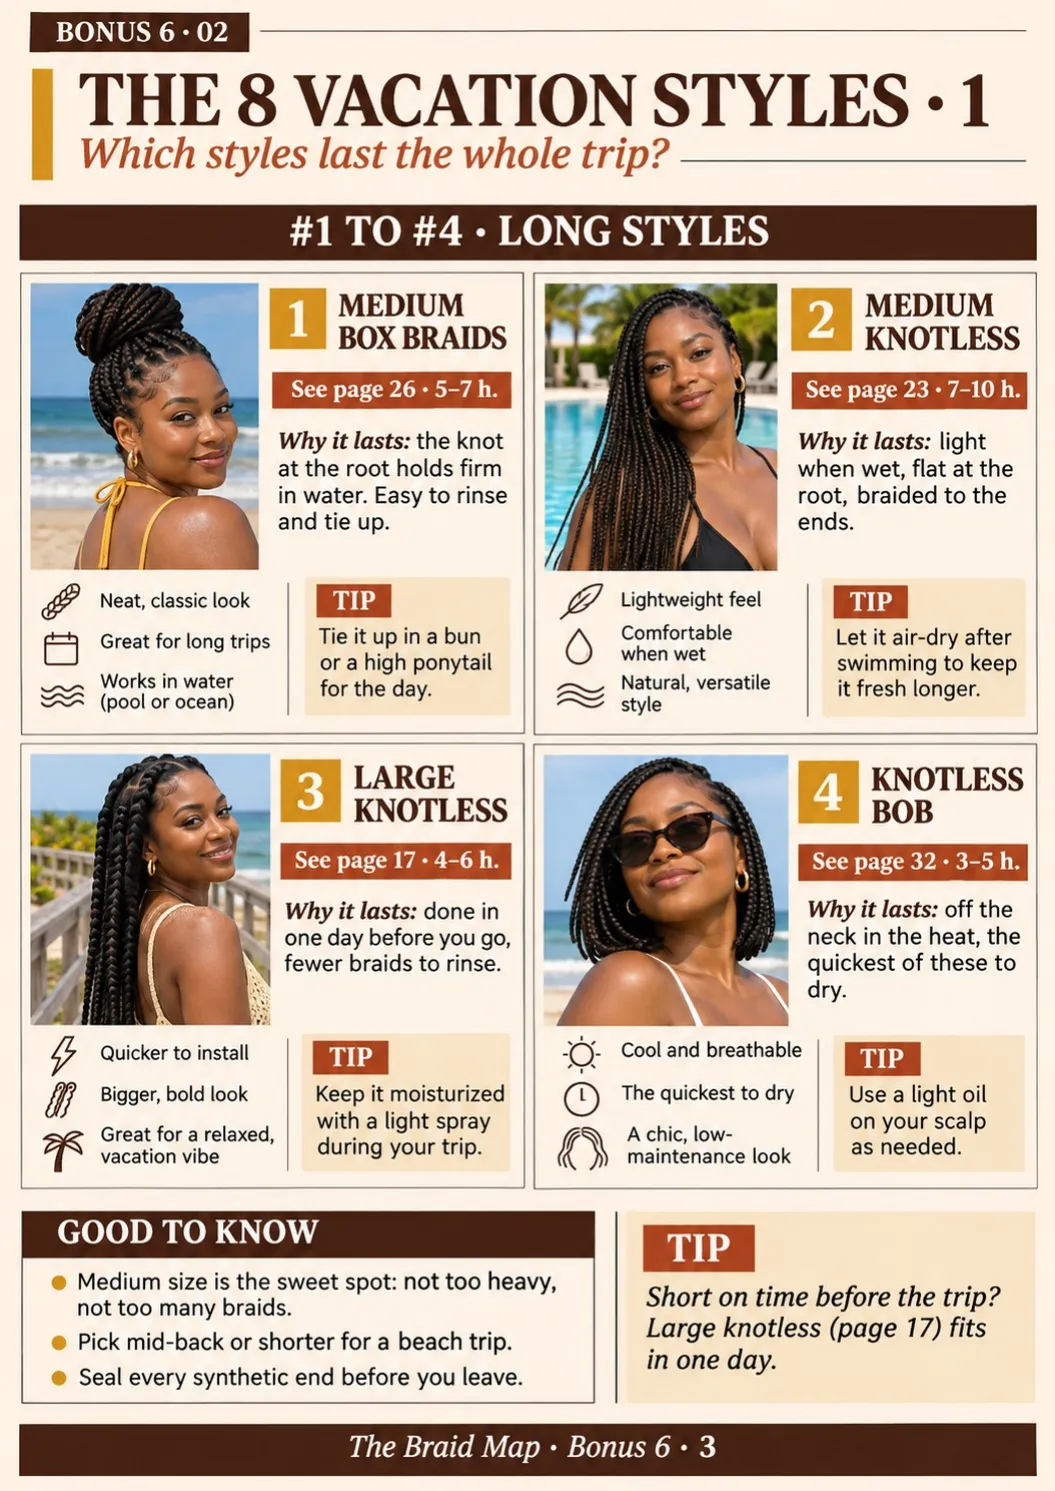 BONUS 6 · 02
THE 8 VACATION STYLES · 1
Which styles last the whole trip?
#1 TO #4 · LONG STYLES
1
MEDIUM
BOX BRAIDS
See page 26 · 5–7 h.
Why it lasts: the knot
at the root holds firm
in water. Easy to rinse
and tie up.
Neat, classic look
Great for long trips
Works in water
(pool or ocean)
TIP
Tie it up in a bun
or a high ponytail
for the day.
2
MEDIUM
KNOTLESS
See page 23 · 7–10 h.
Why it lasts: light
when wet, flat at the
root, braided to the
ends.
Lightweight feel
Comfortable
when wet
Natural, versatile
style
TIP
Let it air-dry after
swimming to keep
it fresh longer.
3
LARGE
KNOTLESS
See page 17 · 4–6 h.
Why it lasts: done in
one day before you go,
fewer braids to rinse.
Quicker to install
Bigger, bold look
Great for a relaxed,
vacation vibe
TIP
Keep it moisturized
with a light spray
during your trip.
4
KNOTLESS
BOB
See page 32 · 3–5 h.
Why it lasts: off the
neck in the heat, the
quickest of these to
dry.
Cool and breathable
The quickest to dry
A chic, low-
maintenance look
TIP
Use a light oil
on your scalp
as needed.
GOOD TO KNOW
Medium size is the sweet spot: not too heavy,
not too many braids.
Pick mid-back or shorter for a beach trip.
Seal every synthetic end before you leave.
TIP
Short on time before the trip?
Large knotless (page 17) fits
in one day.
The Braid Map · Bonus 6 · 3